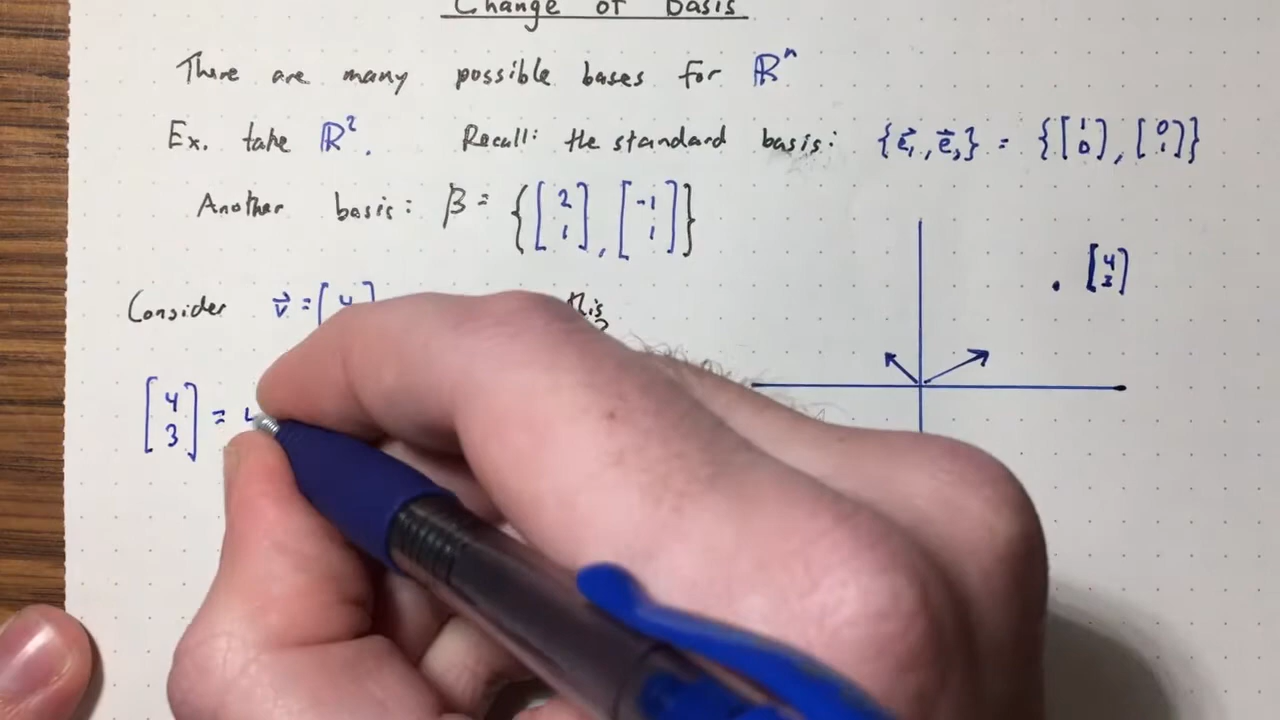 Change of Basis
There are many possible bases for ℝⁿ
Ex. take ℝ². Recall: the standard basis: {e⃗₁, e⃗₂} = {[1 0], [0 1]}
Another basis: β = {[2 1], [-1 1]}
[4 3]
Consider v⃗ = [4 this ?
[4 3] =